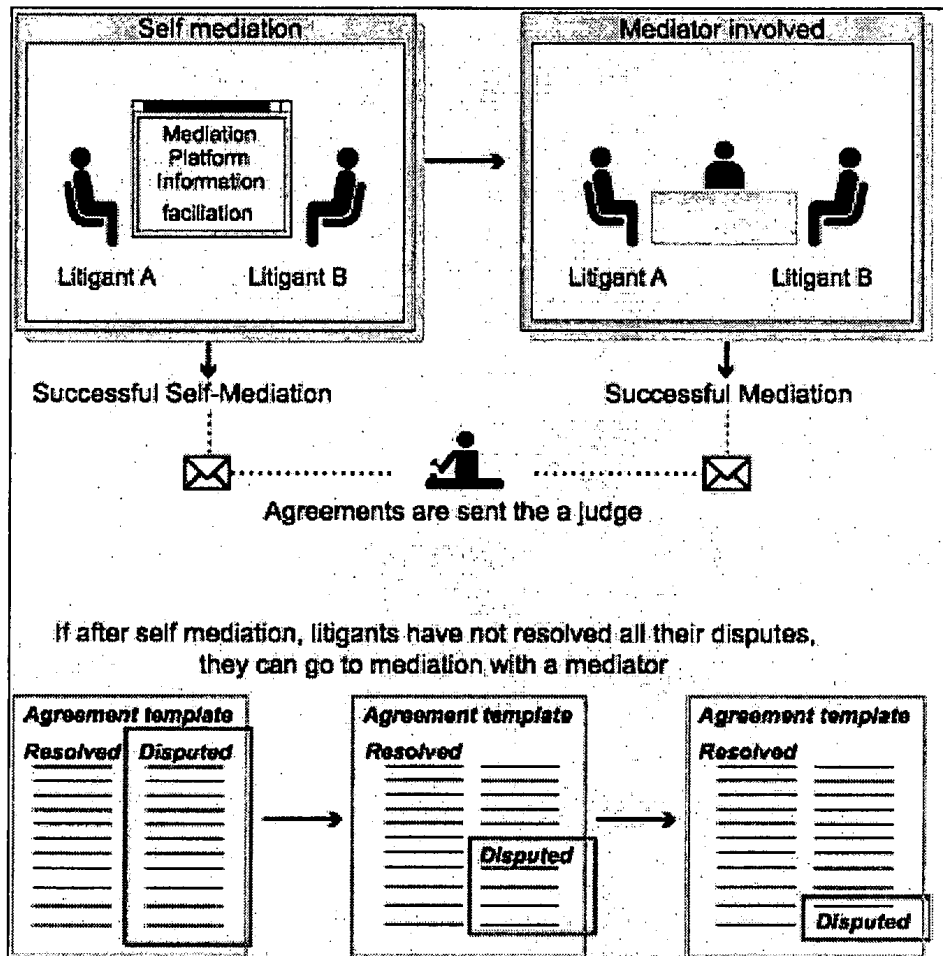 Self mediation
Mediator involved
Mediation
Platform
Information
faciliation
Litigant A
Litigant B
Litigant A
Litigant B
Successful Self-Mediation
Successful Mediation
Agreements are sent the a judge
If after self mediation, litigants have not resolved all their disputes,
they can go to mediation with a mediator
Agreement template
Resolved Disputed
Agreement template
Resolved
Disputed
Agreement template
Resolved
Disputed